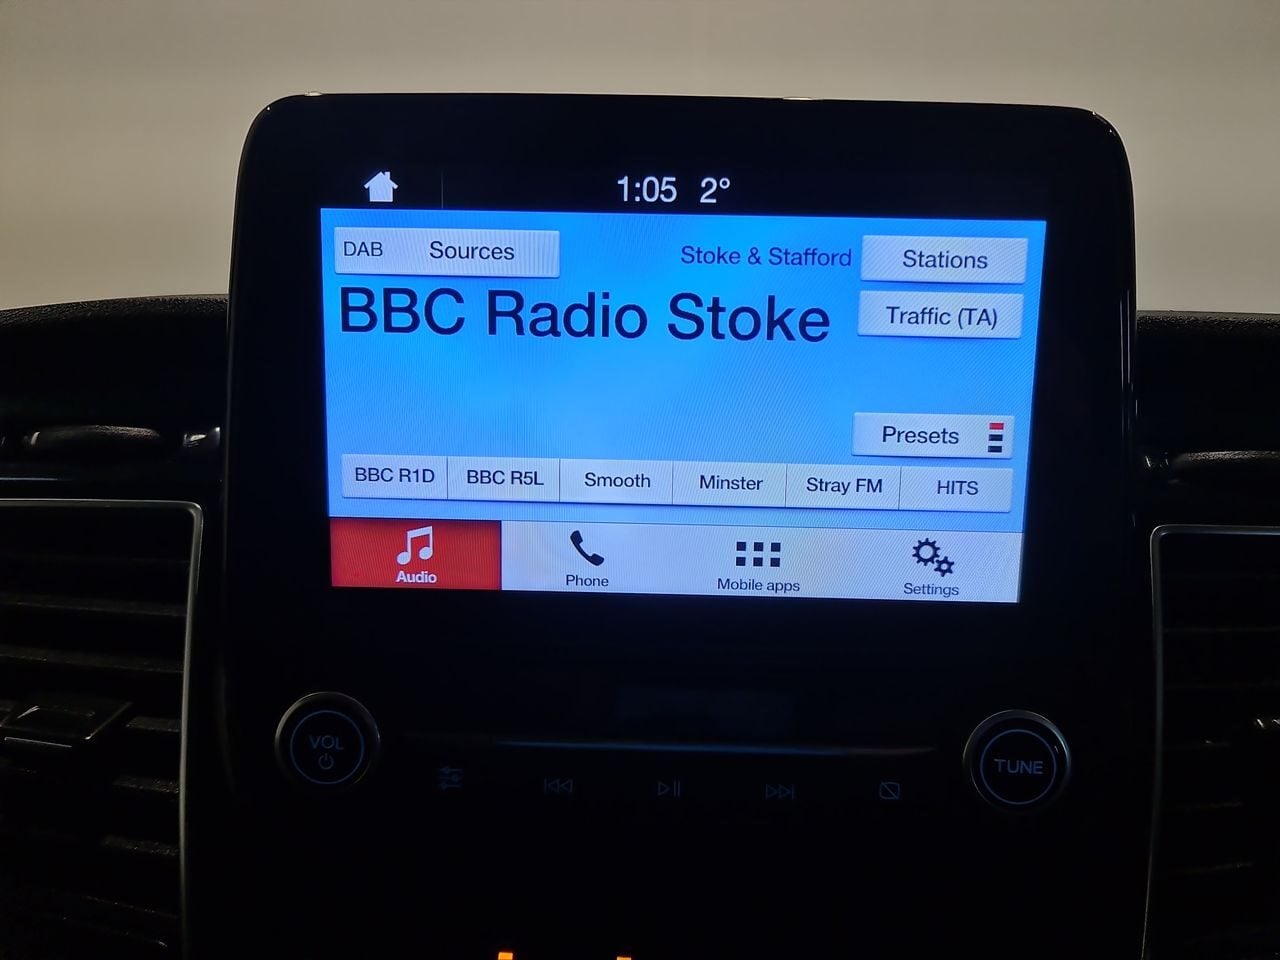 1:05 2°
DAB Sources
Stoke & Stafford
Stations
BBC Radio Stoke
Traffic (TA)
Presets
BBC R1D
BBC R5L
Smooth
Minster
Stray FM
HITS
Audio
Phone
Mobile apps
Settings
VOL
TUNE